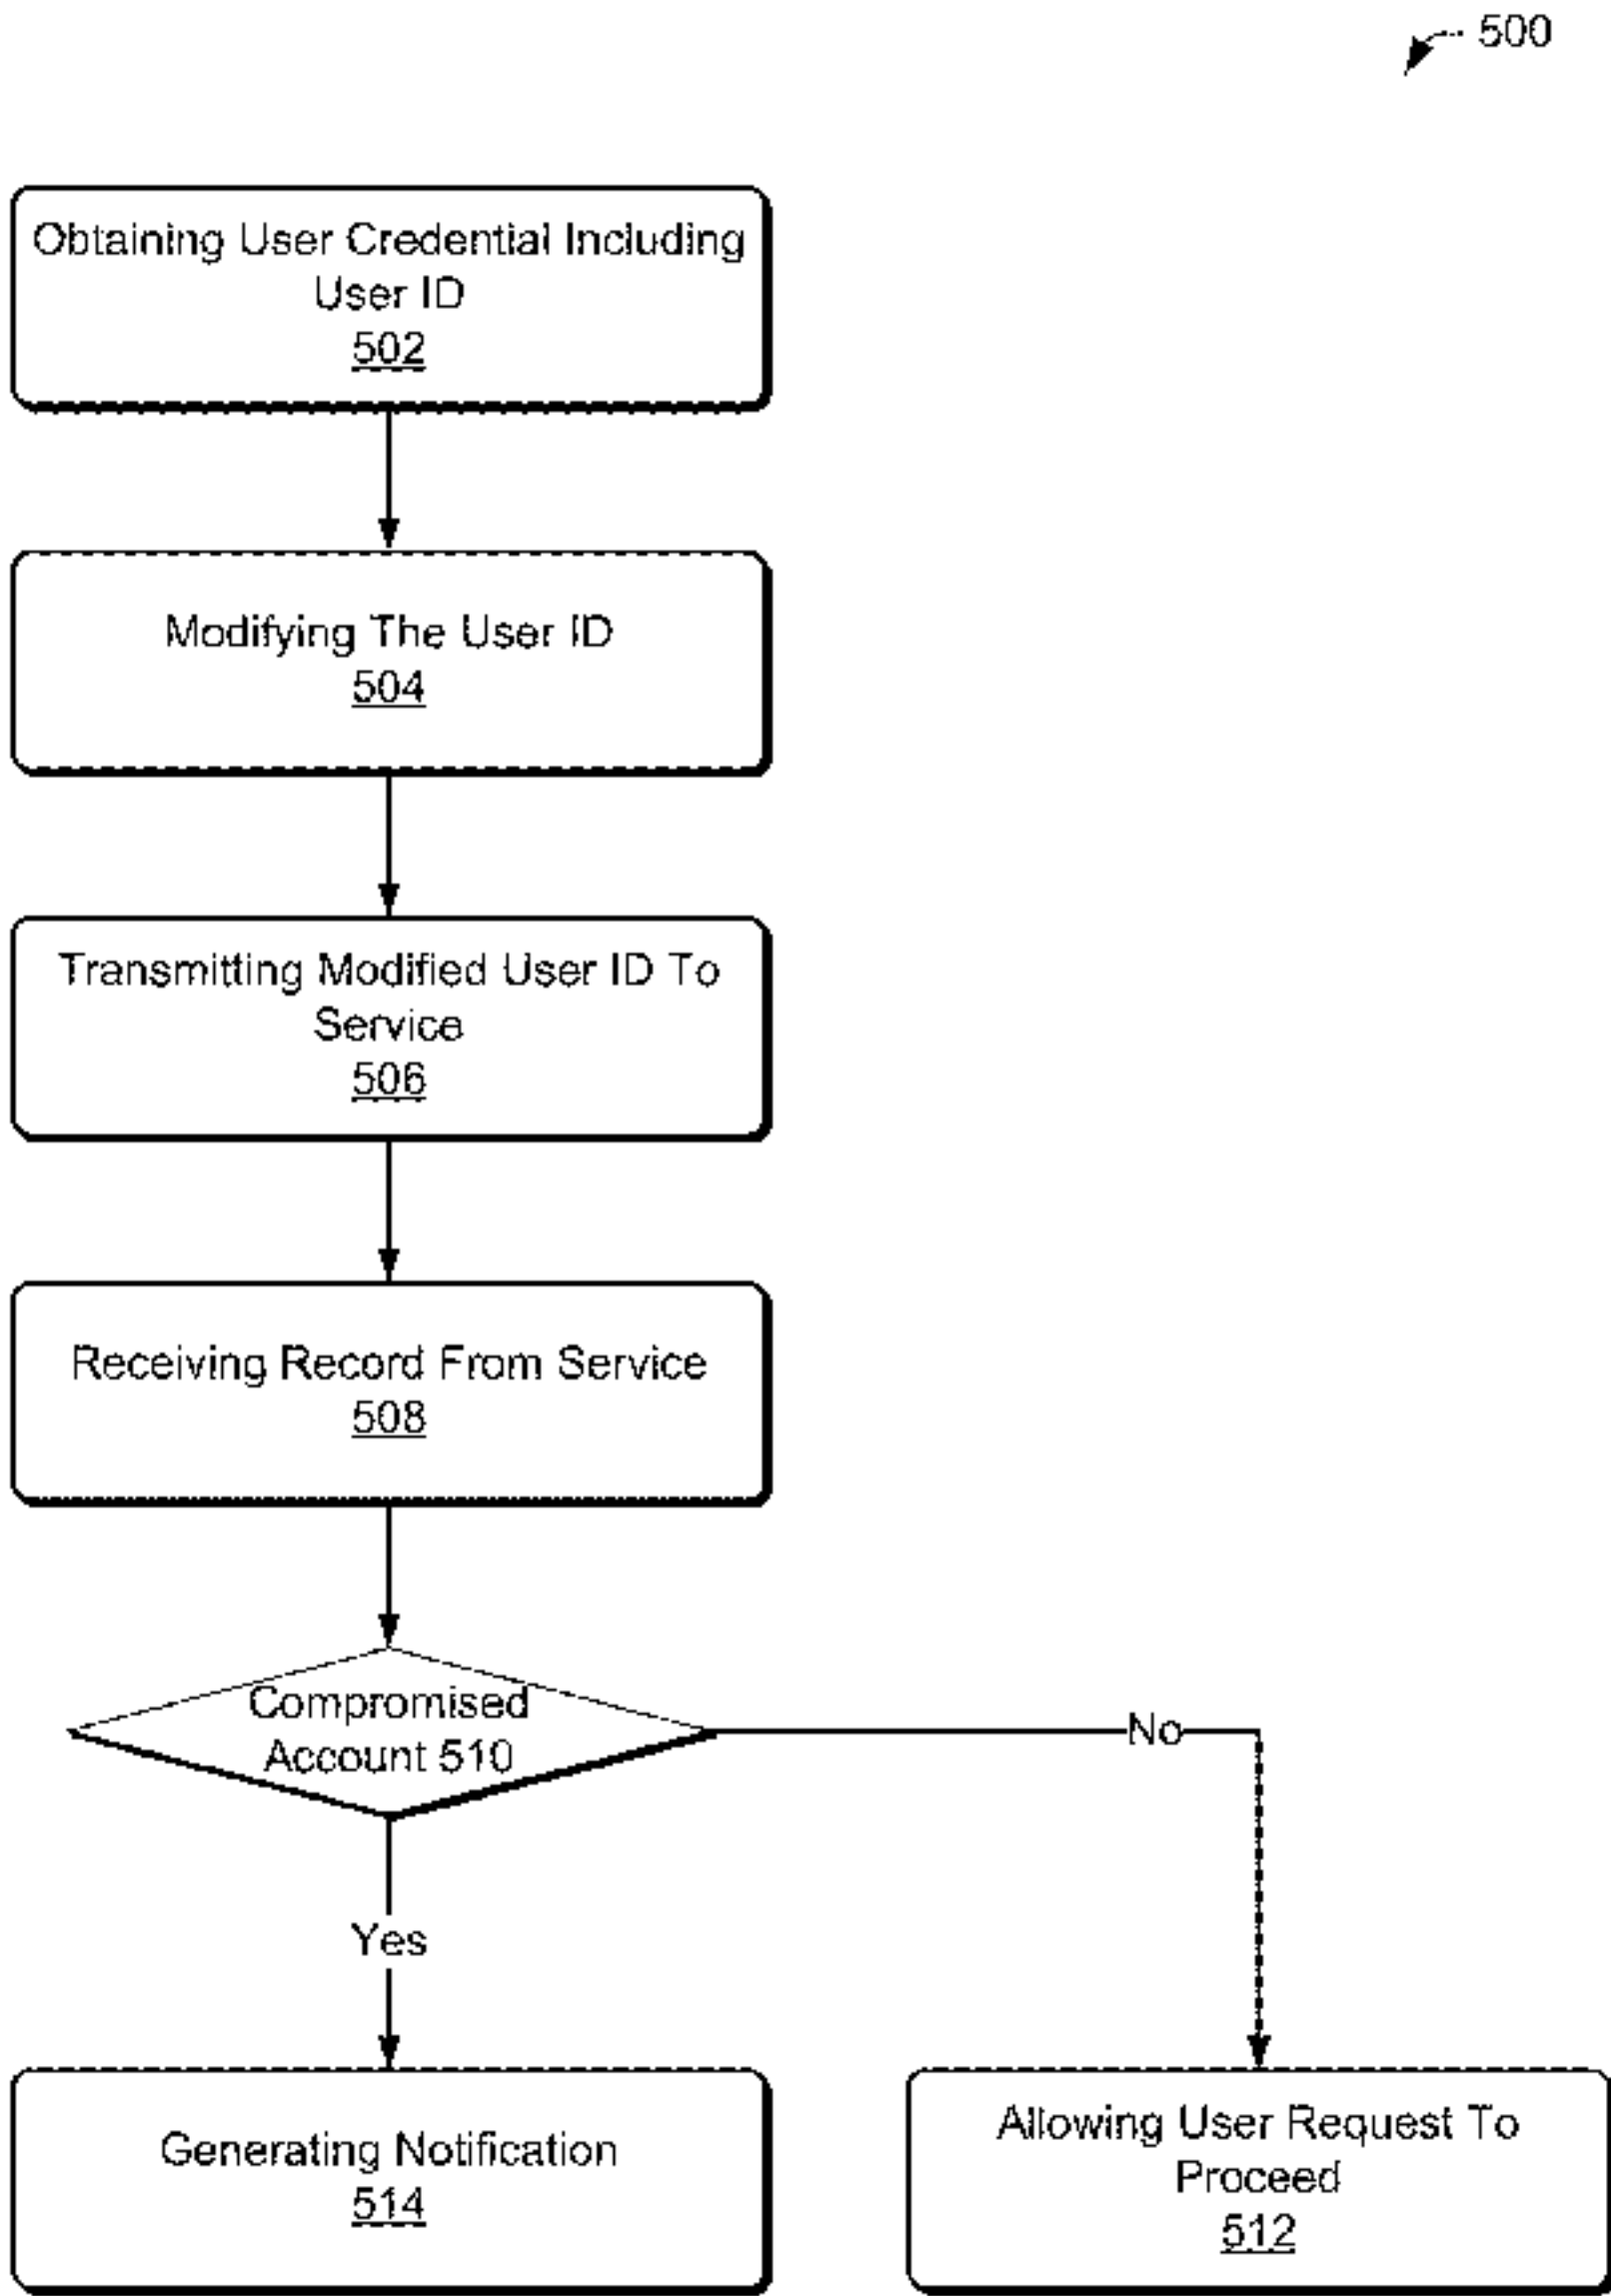 500
Obtaining User Credential Including
User ID
502
Modifying The User ID
504
Transmitting Modified User ID To
Service
506
Receiving Record From Service
508
Compromised
Account 510
No
Yes
Generating Notification
514
Allowing User Request To
Proceed
512